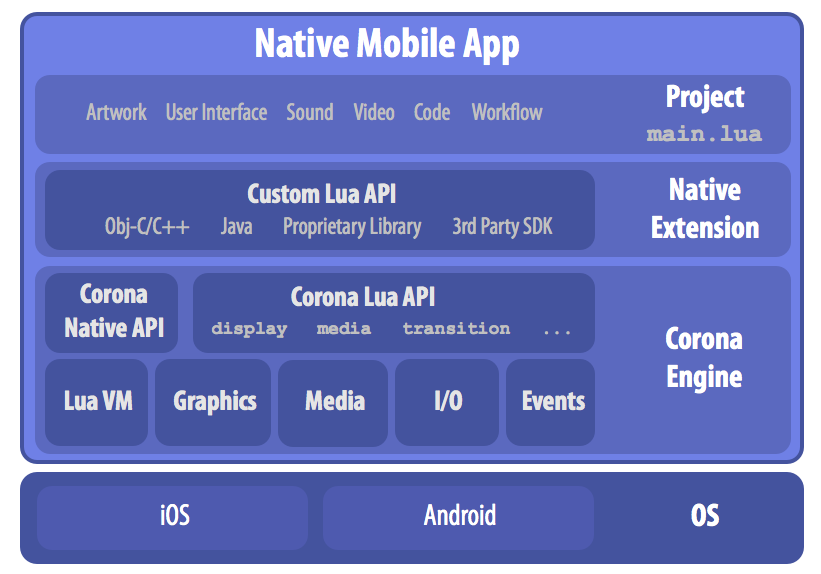 Native Mobile App
Artwork User Interface Sound Video Code Workflow
Project
main.lua
Custom Lua API
Obj-C/C++ Java Proprietary Library 3rd Party SDK
Native
Extension
Corona
Native API
Corona Lua API
display media transition ...
Corona
Engine
Lua VM Graphics Media I/O Events
iOS Android OS